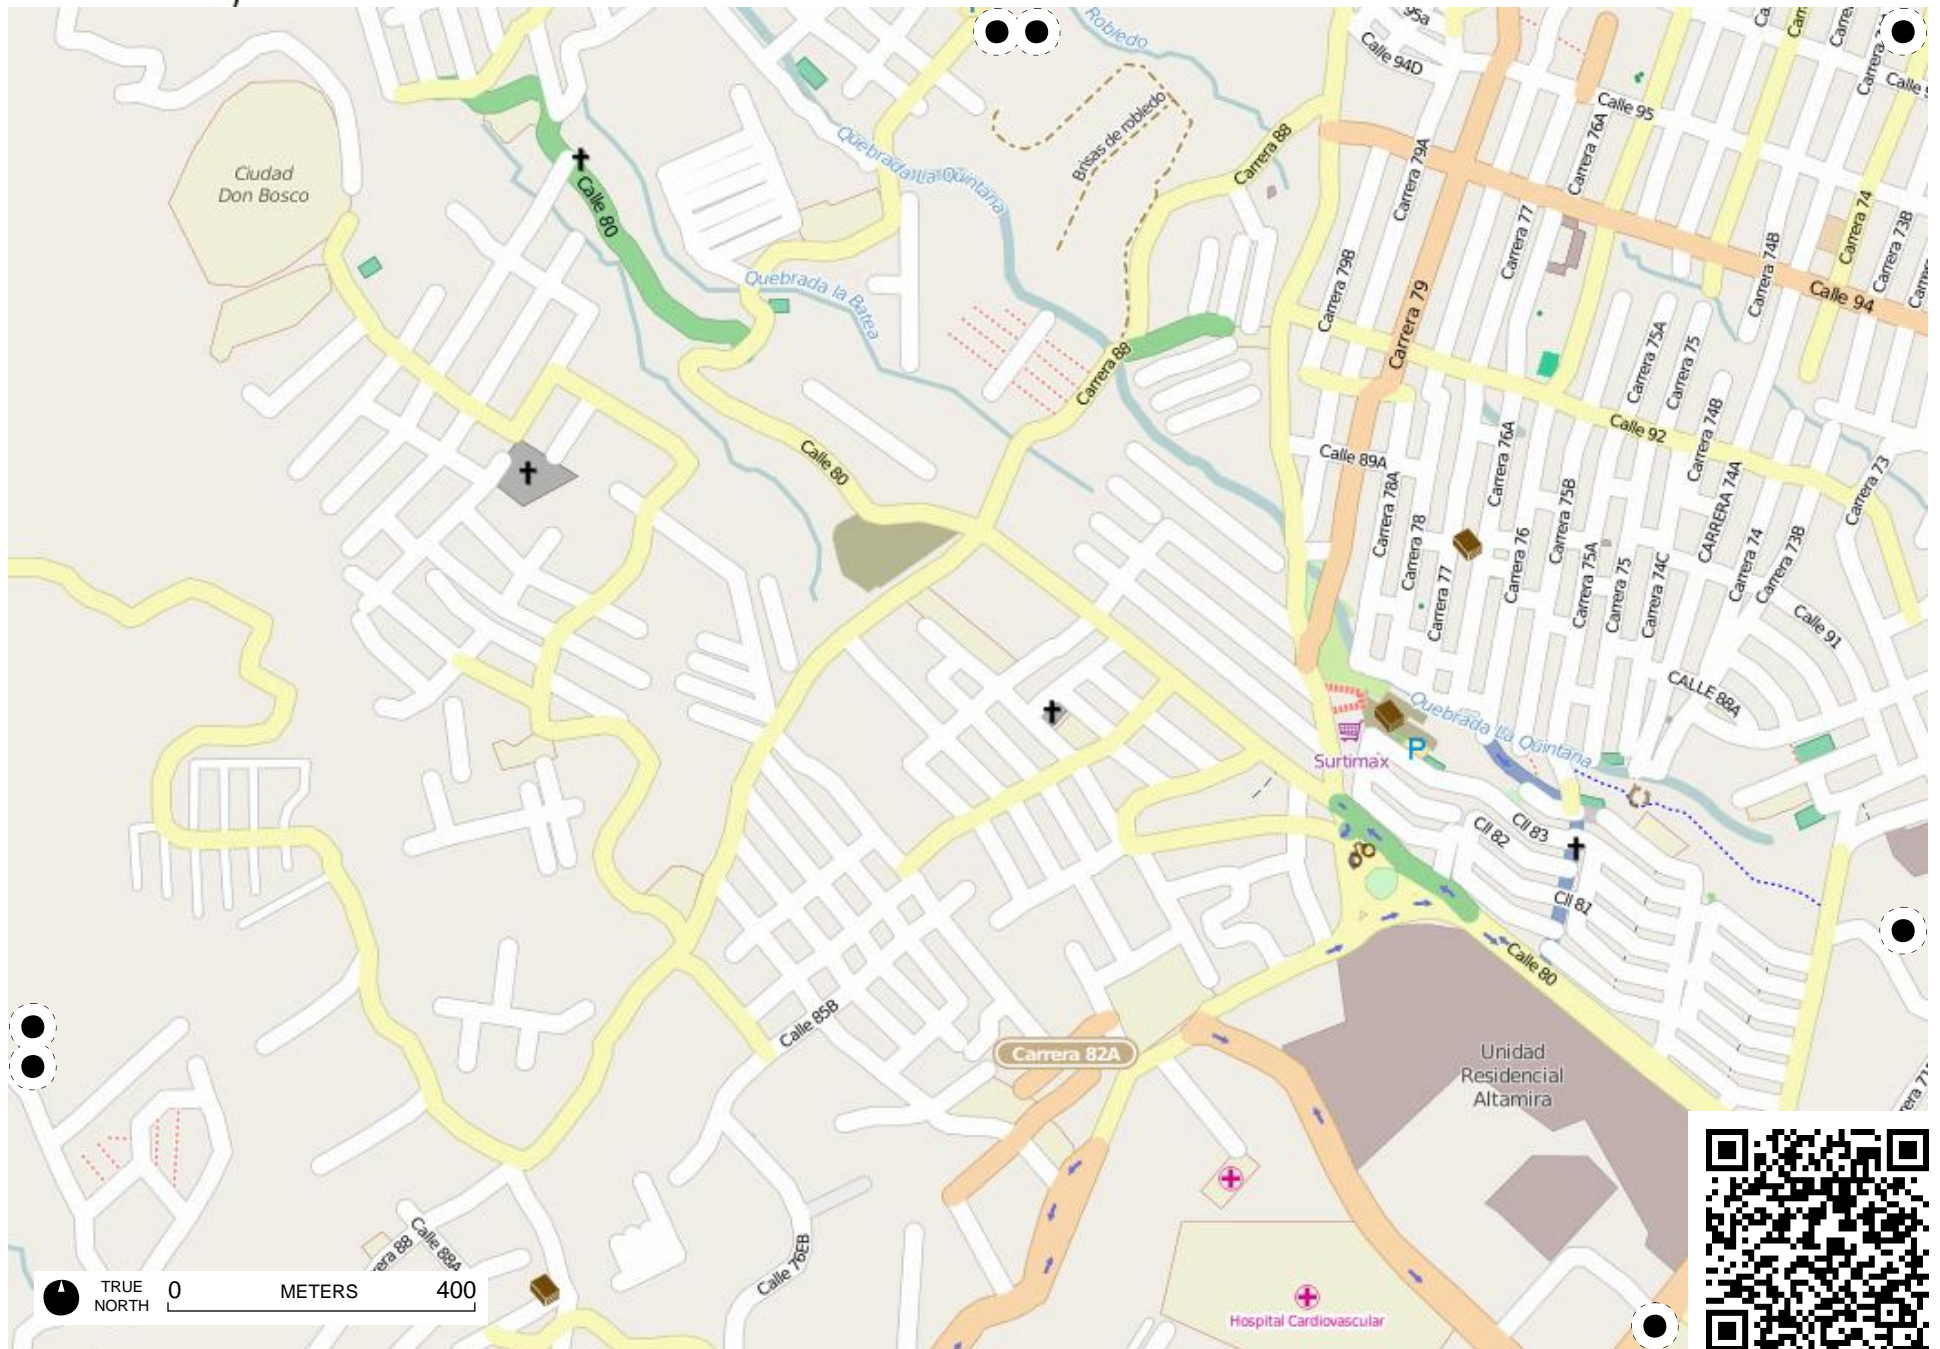 Robledo
95a
Calle 94D
Calle 95
Carrera 76A
Carrera 79A
Brisas de robledo
Carrera 88
Quebrada La Quintana
Ciudad
Don Bosco
Calle 80
Carrera 77
Carrera 74
Carrera 74B
Carrera 73B
Carrera 79B
Carrera 79
Calle 94
Quebrada la Batea
Carrera 88
Carrera 75A
Carrera 75
Carrera 74B
Calle 92
Calle 89A
Carrera 76A
Calle 80
Carrera 78A
Carrera 78
Carrera 77
Carrera 76
Carrera 75B
Carrera 75A
Carrera 75
Carrera 74C
CARRERA 74A
Carrera 74
Carrera 73B
Carrera 73
Calle 91
CALLE 88A
Quebrada La Quintana
P
Surtimax
Cll 83
Cll 82
Cll 81
Calle 80
Calle 85B
Carrera 82A
Unidad
Residencial
Altamira
Calle 88A
era 88
Calle 76EB
Hospital Cardiovascular
TRUE
NORTH
0 METERS 400